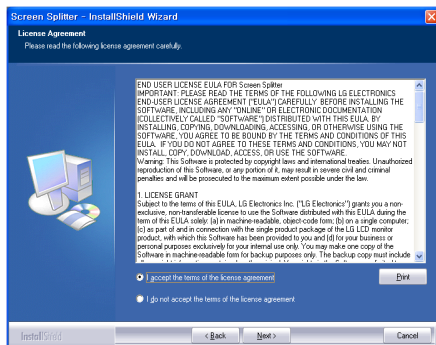 Screen Splitter - InstallShield Wizard
License Agreement
Please read the following license agreement carefully.
END USER LICENSE EULA FOR Screen Splitter
IMPORTANT: PLEASE READ THE TERMS OF THE FOLLOWING LG ELECTRONICS
END-USER LICENSE AGREEMENT ("EULA") CAREFULLY BEFORE INSTALLING THE
SOFTWARE, INCLUDING ANY "ONLINE" OR ELECTRONIC DOCUMENTATION
(COLLECTIVELY CALLED "SOFTWARE") DISTRIBUTED WITH THIS EULA. BY
INSTALLING, COPYING, DOWNLOADING, ACCESSING, OR OTHERWISE USING THE
SOFTWARE, YOU AGREE TO BE BOUND BY THE TERMS AND CONDITIONS OF THIS
EULA. IF YOU DO NOT AGREE TO THESE TERMS AND CONDITIONS, YOU MAY NOT
INSTALL, COPY, DOWNLOAD, ACCESS, OR USE THE SOFTWARE.
Warning: This Software is protected by copyright laws and international treaties. Unauthorized
reproduction of this Software, or any portion of it, may result in severe civil and criminal
penalties and will be prosecuted to the maximum extent possible under the law.
1. LICENSE GRANT
Subject to the terms of this EULA, LG Electronics Inc. ("LG Electronics") grants you a non-
exclusive, non-transferable license to use the Software distributed with this EULA during the
term of this EULA solely: (a) in machine-readable, object-code form; (b) on a single computer;
(c) as part of and in connection with the single product package of the LG LCD monitor
product, with which this Software has been provided to you and (d) for your business or
personal purposes exclusively for your internal use only. You may make one copy of the
Software in machine-readable form for backup purposes only. The backup copy must include
I accept the terms of the license agreement
Print
I do not accept the terms of the license agreement
InstallShield
< Back
Next >
Cancel